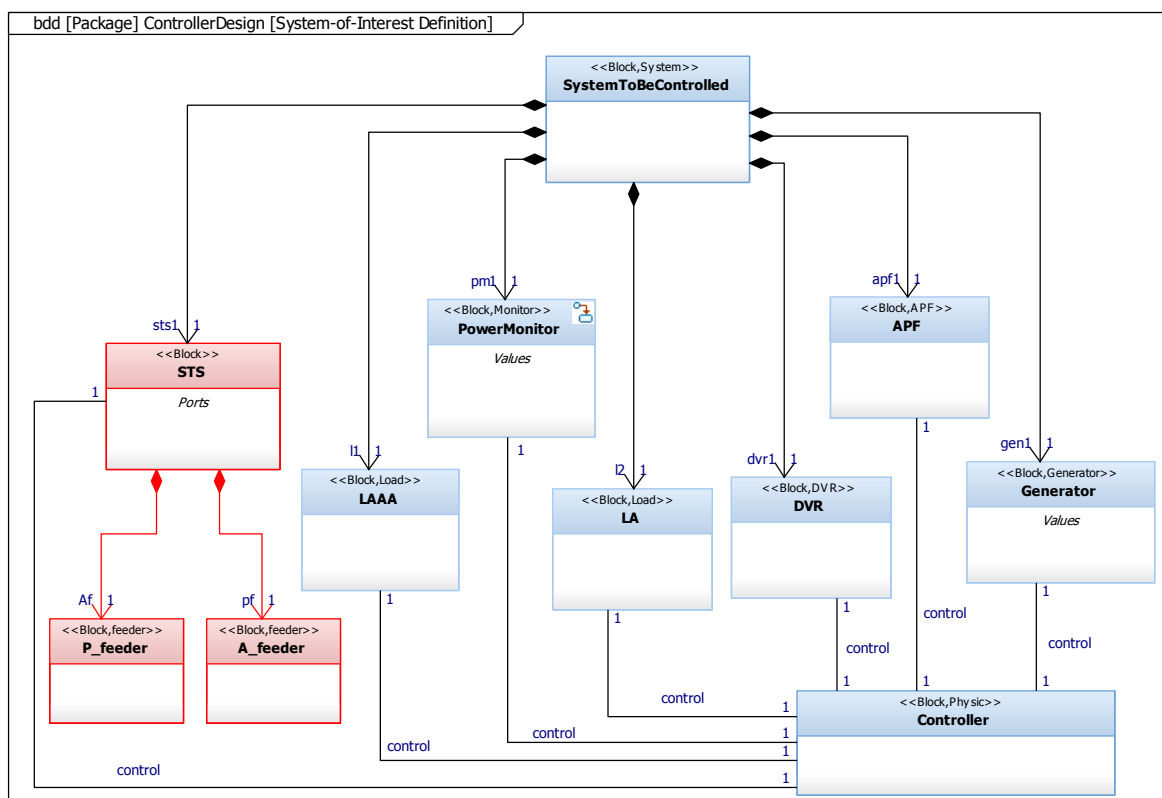 bdd [Package] ControllerDesign [System-of-Interest Definition]
<<Block,System>>
SystemToBeControlled
sts1 1
pm1 1
apf1 1
<<Block>>
STS
Ports
1
<<Block,Monitor>>
PowerMonitor
Values
1
<<Block,APF>>
APF
1
l1 1
l2 1
dvr1 1
gen1 1
<<Block,Load>>
LAAA
1
<<Block,Load>>
LA
1
<<Block,DVR>>
DVR
1
<<Block,Generator>>
Generator
Values
1
Af 1
pf 1
<<Block,feeder>>
P_feeder
<<Block,feeder>>
A_feeder
control
control
control
1 1 1
control 1
control 1
control 1
control 1
<<Block,Physic>>
Controller